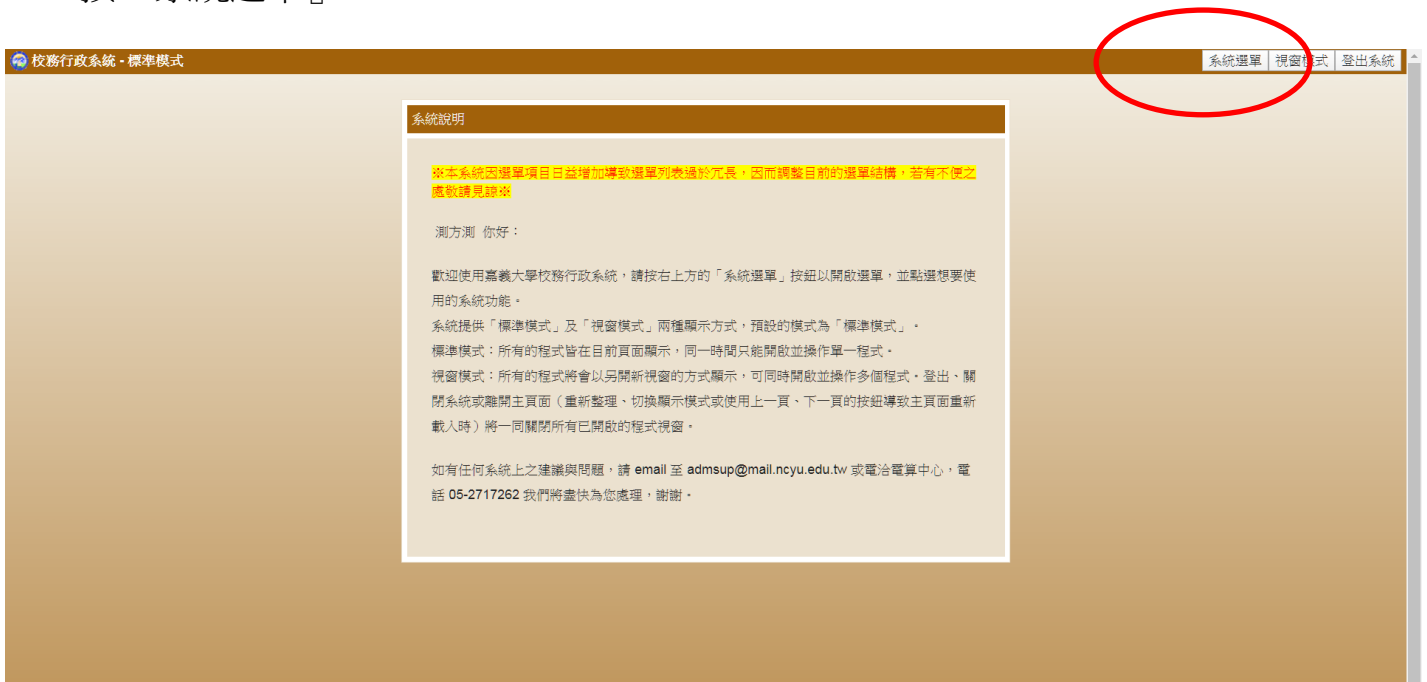 校務行政系統 - 標準模式
系統選單 視窗模式 登出系統
系統說明
※本系統因選單項目日益增加導致選單列表過於冗長，因而調整目前的選單結構，若有不便之
處敬請見諒※
測方測 你好：
歡迎使用嘉義大學校務行政系統，請按右上方的「系統選單」按鈕以開啟選單，並點選想要使
用的系統功能。
系統提供「標準模式」及「視窗模式」兩種顯示方式，預設的模式為「標準模式」。
標準模式：所有的程式皆在目前頁面顯示，同一時間只能開啟並操作單一程式。
視窗模式：所有的程式將會以另開新視窗的方式顯示，可同時開啟並操作多個程式。登出、關
閉系統或離開主頁面（重新整理、切換顯示模式或使用上一頁、下一頁的按鈕導致主頁面重新
載入時）將一同關閉所有已開啟的程式視窗。
如有任何系統上之建議與問題，請 email 至 admsup@mail.ncyu.edu.tw 或電洽電算中心，電
話 05-2717262 我們將盡快為您處理，謝謝。